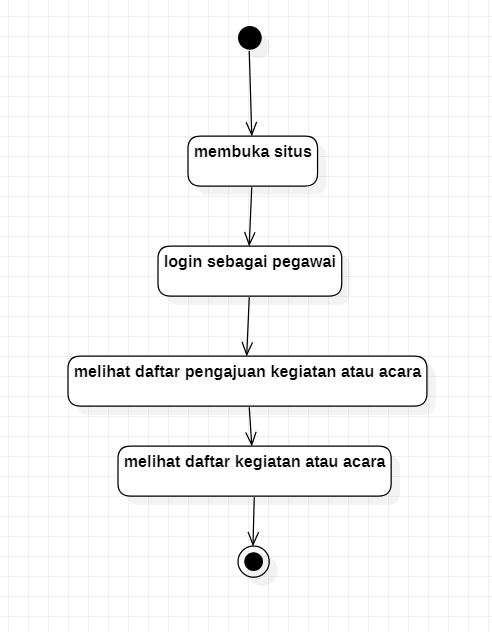 membuka situs
login sebagai pegawai
melihat daftar pengajuan kegiatan atau acara
melihat daftar kegiatan atau acara